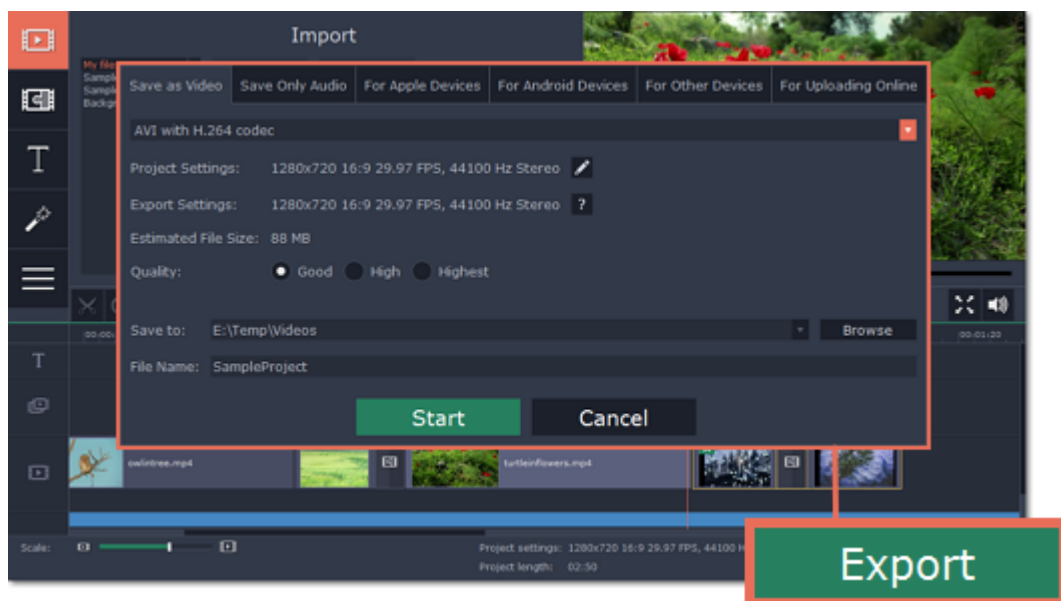 Import
My files
Save as Video
Save Only Audio
For Apple Devices
For Android Devices
For Other Devices
For Uploading Online
AVI with H.264 codec
Project Settings: 1280x720 16:9 29.97 FPS, 44100 Hz Stereo
Export Settings: 1280x720 16:9 29.97 FPS, 44100 Hz Stereo ?
Estimated File Size: 88 MB
Quality: Good High Highest
Save to: E:\Temp\Videos Browse
00:01:20
File Name: SampleProject
T
Start Cancel
owlintree.mp4
turtleinflowers.mp4
Scale:
Project settings: 1280x720 16:9 29.97 FPS, 44100 H
Project length: 02:50
Export